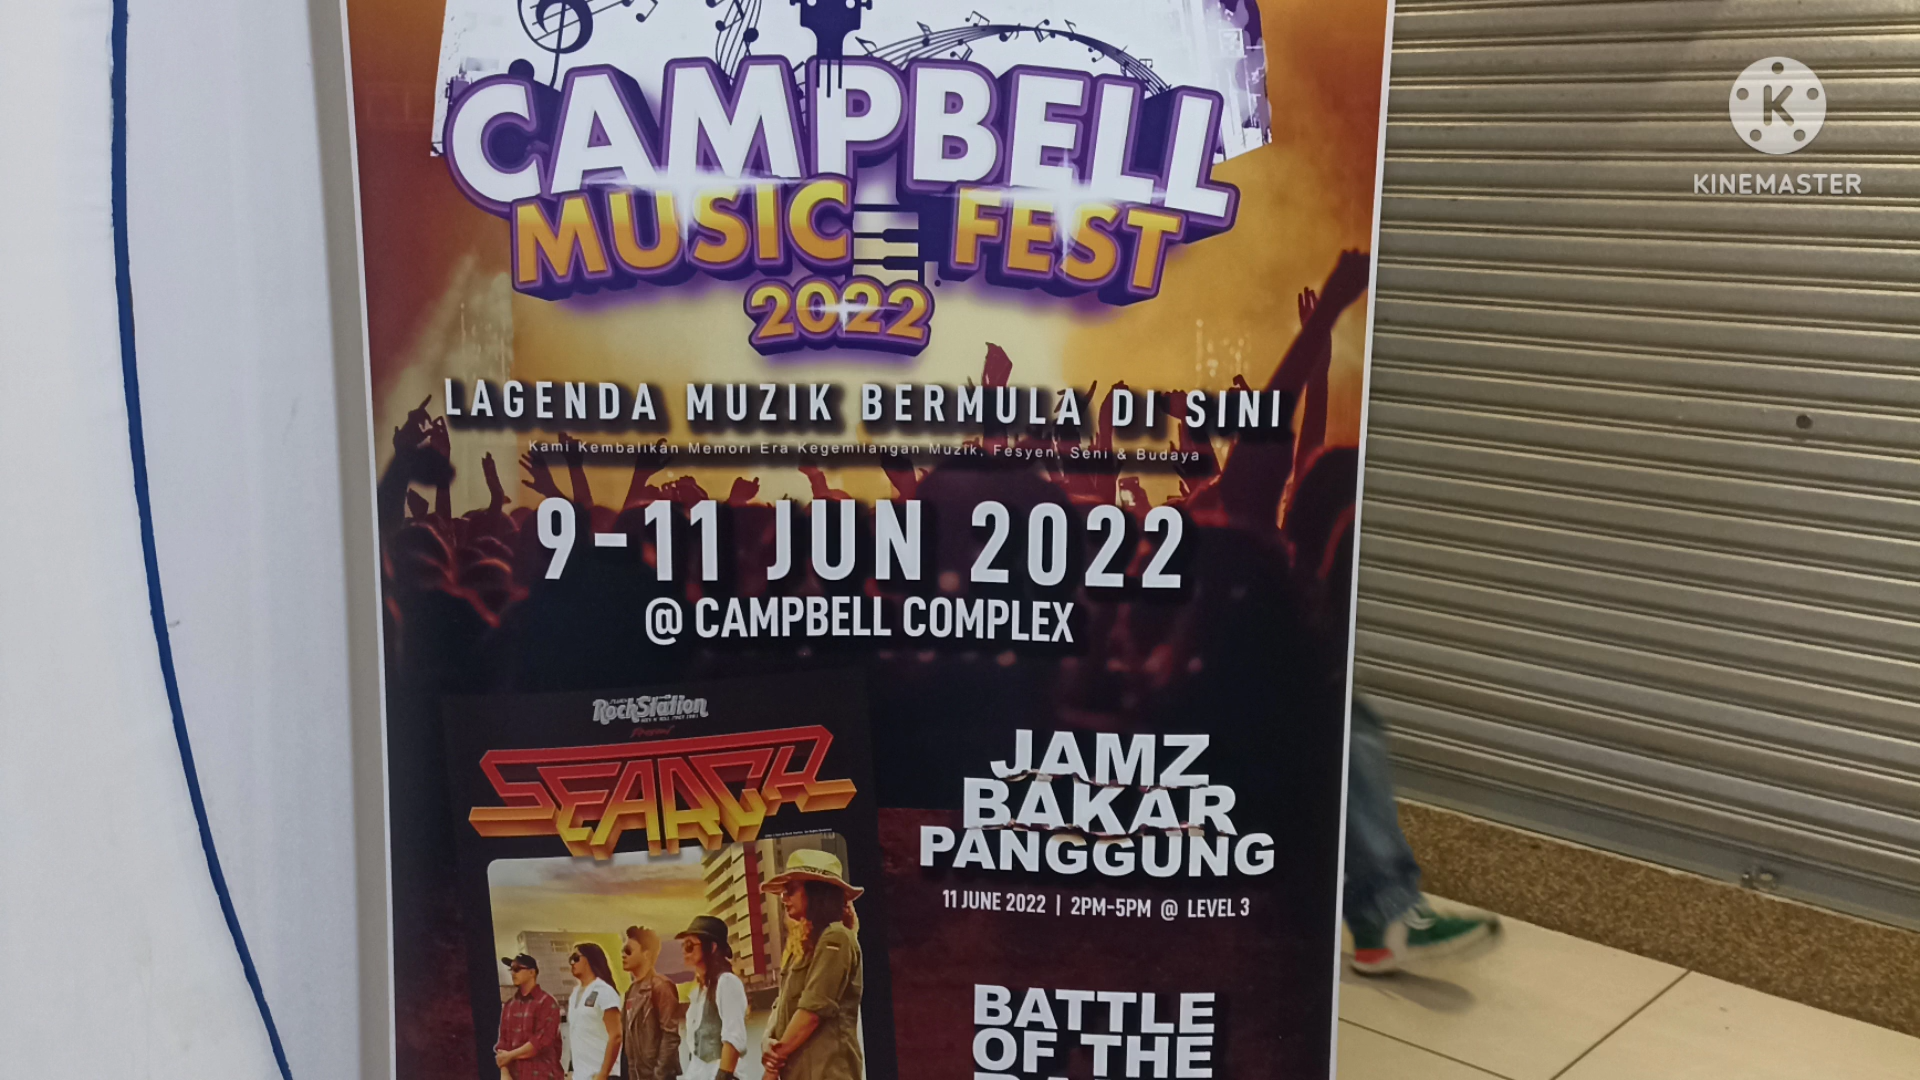 CAMPBELL
MUSIC FEST
2022
LAGENDA MUZIK BERMULA DI SINI
Kami Kembalikan Memori Era Kegemilangan Muzik, Fesyen, Seni & Budaya
9-11 JUN 2022
@ CAMPBELL COMPLEX
RockStation
SEARCH
JAMZ
BAKAR
PANGGUNG
11 JUNE 2022 | 2PM-5PM @ LEVEL 3
BATTLE
OF THE
K
KINEMASTER